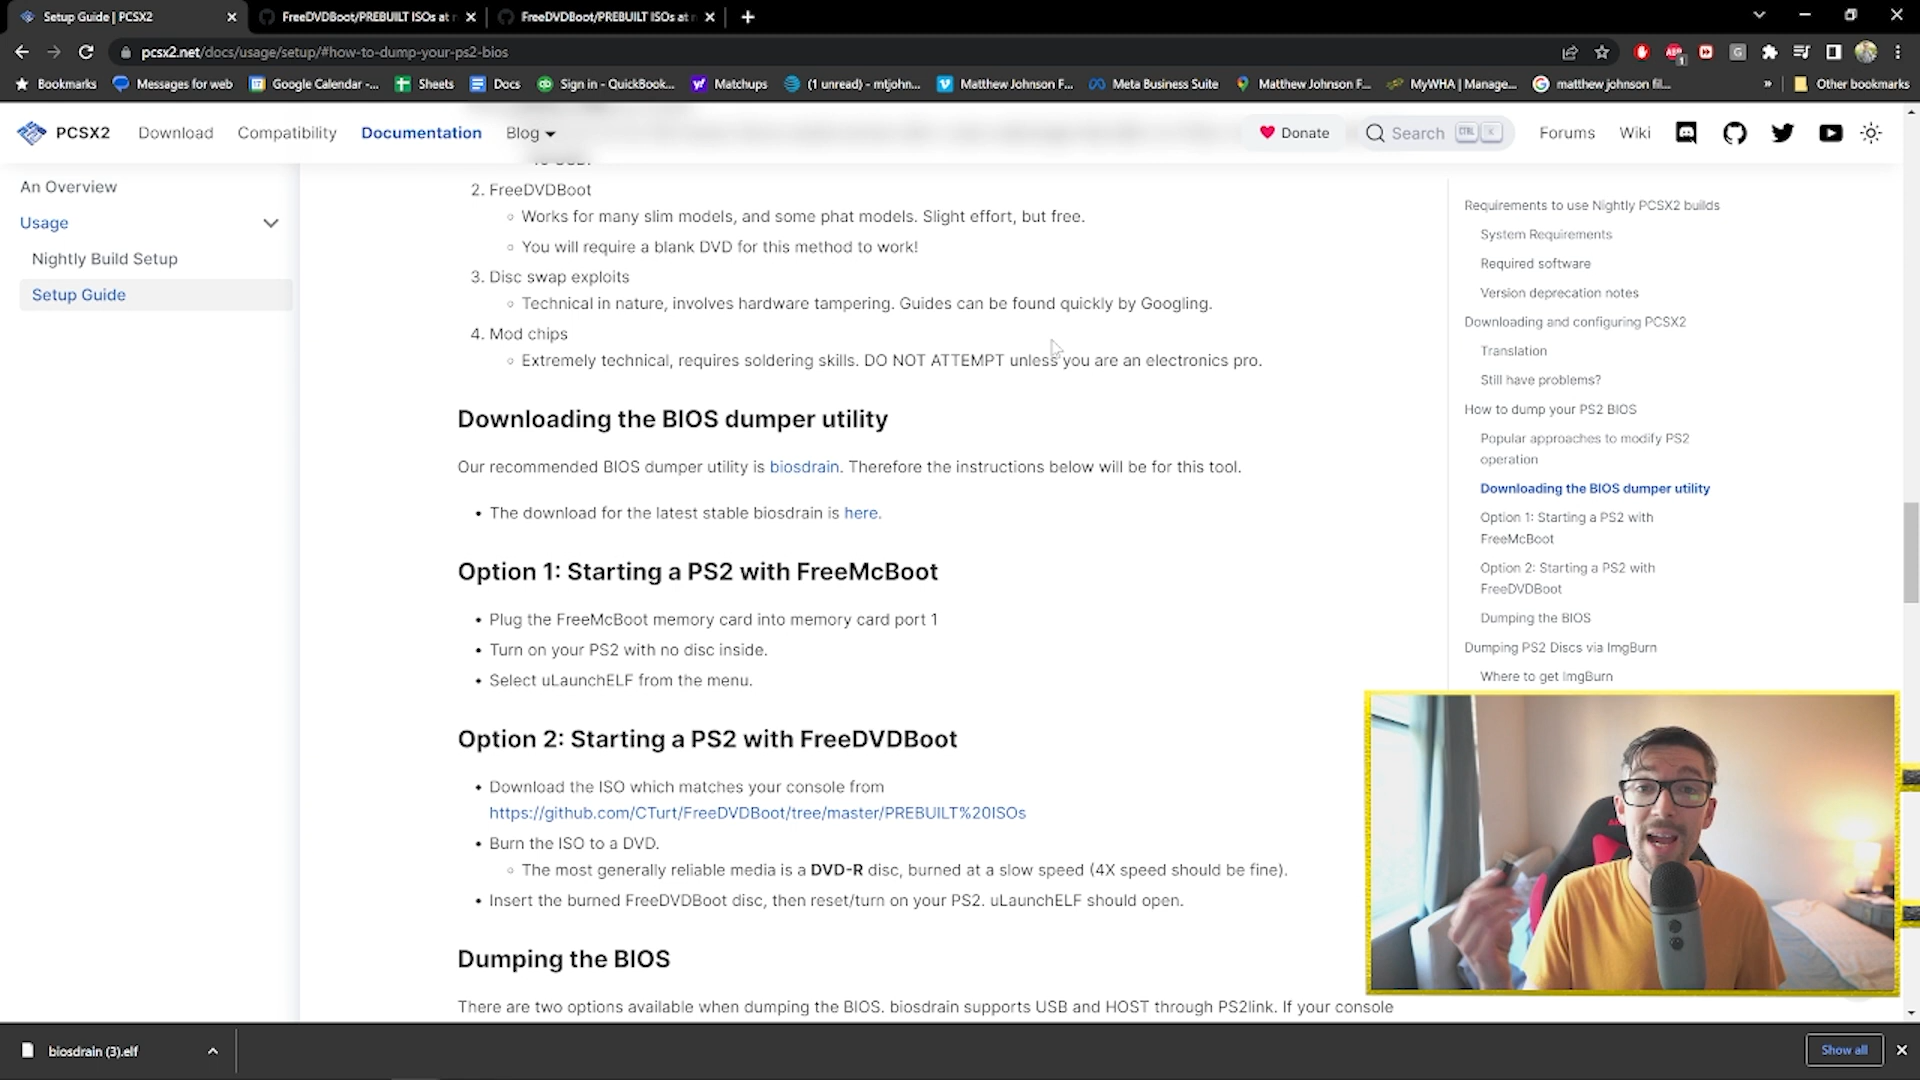 Setup Guide | PCSX2
FreeDVDBoot/PREBUILT ISOs at
FreeDVDBoot/PREBUILT ISOs at
pcsx2.net/docs/usage/setup/#how-to-dump-your-ps2-bios
Bookmarks
Messages for web
Google Calendar -...
Sheets
Docs
Sign in - QuickBook...
Matchups
(1 unread) - mtjohn...
Matthew Johnson F...
Meta Business Suite
Matthew Johnson F...
MyWHA | Manage...
matthew johnson fil...
»
Other bookmarks
PCSX2
Download
Compatibility
Documentation
Blog
Donate
Search
CTRL
K
Forums
Wiki
An Overview
Usage
Nightly Build Setup
Setup Guide
2. FreeDVDBoot
Works for many slim models, and some phat models. Slight effort, but free.
You will require a blank DVD for this method to work!
3. Disc swap exploits
Technical in nature, involves hardware tampering. Guides can be found quickly by Googling.
4. Mod chips
Extremely technical, requires soldering skills. DO NOT ATTEMPT unless you are an electronics pro.
Downloading the BIOS dumper utility
Our recommended BIOS dumper utility is biosdrain. Therefore the instructions below will be for this tool.
• The download for the latest stable biosdrain is here.
Option 1: Starting a PS2 with FreeMcBoot
• Plug the FreeMcBoot memory card into memory card port 1
• Turn on your PS2 with no disc inside.
• Select uLaunchELF from the menu.
Option 2: Starting a PS2 with FreeDVDBoot
• Download the ISO which matches your console from
https://github.com/CTurt/FreeDVDBoot/tree/master/PREBUILT%20ISOs
• Burn the ISO to a DVD.
The most generally reliable media is a DVD-R disc, burned at a slow speed (4X speed should be fine).
• Insert the burned FreeDVDBoot disc, then reset/turn on your PS2. uLaunchELF should open.
Dumping the BIOS
There are two options available when dumping the BIOS. biosdrain supports USB and HOST through PS2link. If your console
Requirements to use Nightly PCSX2 builds
System Requirements
Required software
Version deprecation notes
Downloading and configuring PCSX2
Translation
Still have problems?
How to dump your PS2 BIOS
Popular approaches to modify PS2
operation
Downloading the BIOS dumper utility
Option 1: Starting a PS2 with
FreeMcBoot
Option 2: Starting a PS2 with
FreeDVDBoot
Dumping the BIOS
Dumping PS2 Discs via ImgBurn
Where to get ImgBurn
biosdrain (3).elf
Show all